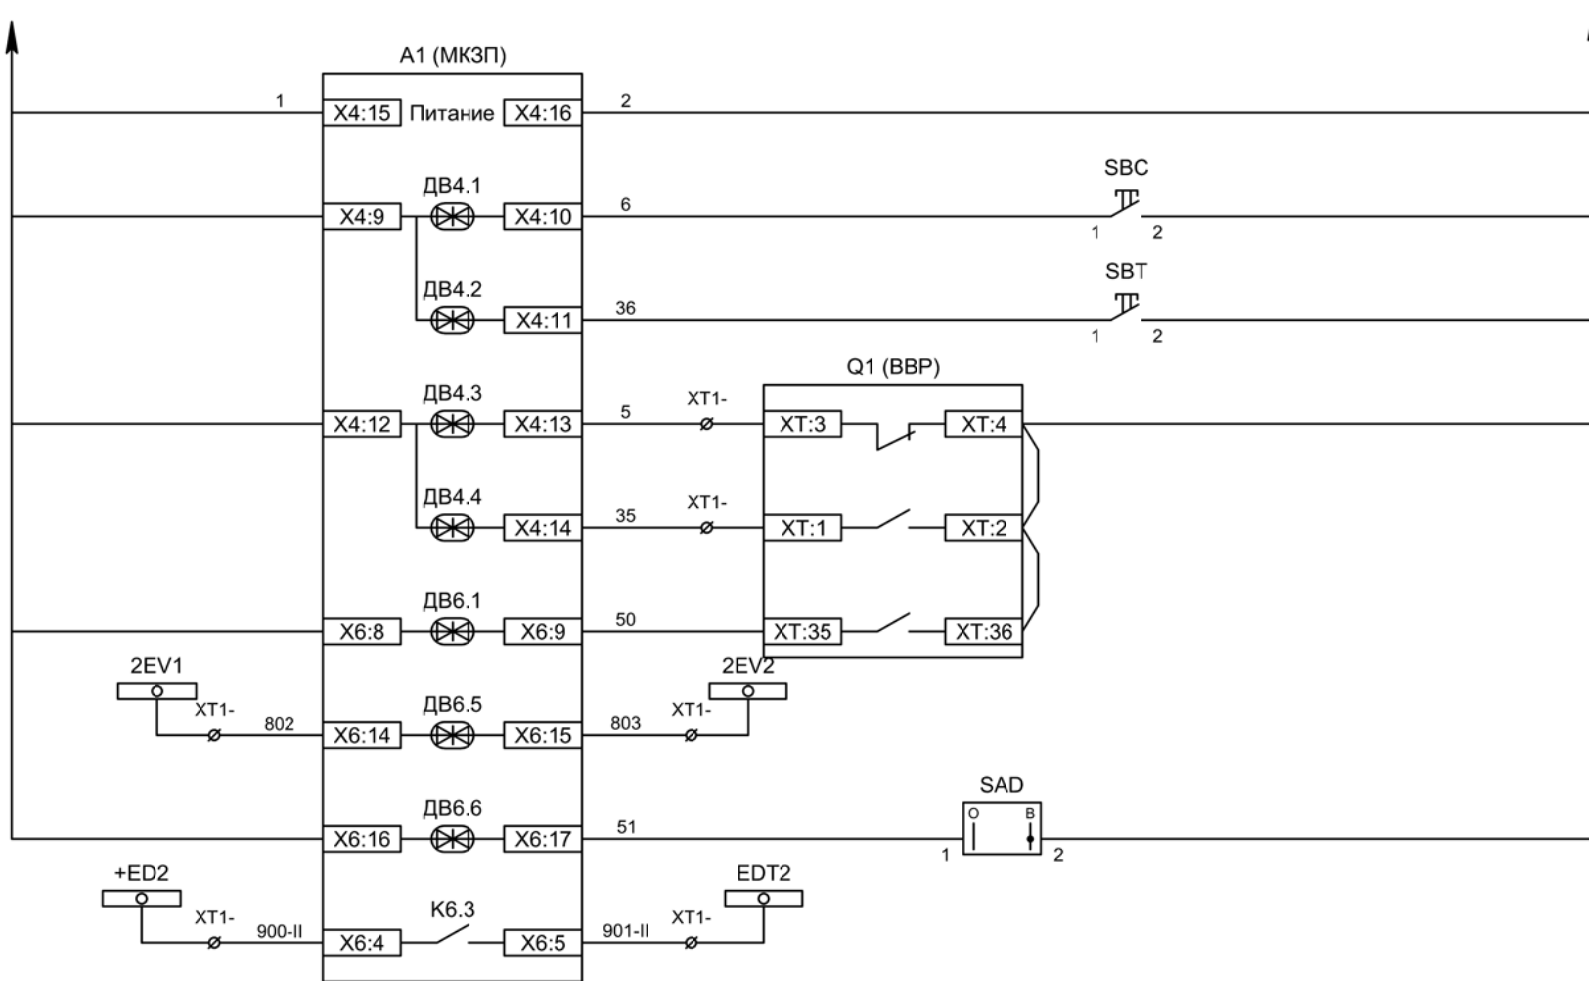 А1 (МКЗП)
1 X4:15 Питание X4:16 2
SBC
ДВ4.1
X4:9 X4:10 6
1 2
SBT
ДВ4.2
X4:11 36
1 2
Q1 (ВВР)
ДВ4.3 XT1-
X4:12 X4:13 5 XT:3 XT:4
ДВ4.4 XT1-
X4:14 35 XT:1 XT:2
ДВ6.1
X6:8 X6:9 50 XT:35 XT:36
2EV1 2EV2
XT1- ДВ6.5 XT1-
802 X6:14 X6:15 803
SAD
ДВ6.6 O B
X6:16 X6:17 51
1 2
+ED2 EDT2
XT1- К6.3 XT1-
900-II X6:4 X6:5 901-II